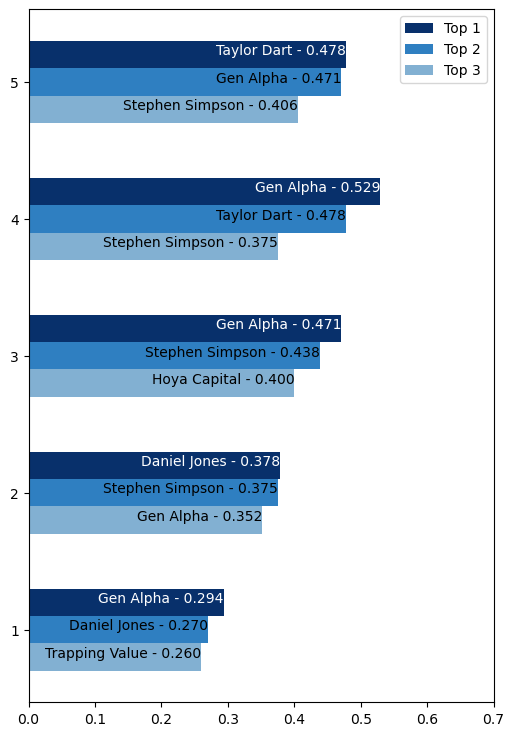 Top 1
Top 2
Top 3
5
Taylor Dart - 0.478
Gen Alpha - 0.471
Stephen Simpson - 0.406
4
Gen Alpha - 0.529
Taylor Dart - 0.478
Stephen Simpson - 0.375
3
Gen Alpha - 0.471
Stephen Simpson - 0.438
Hoya Capital - 0.400
2
Daniel Jones - 0.378
Stephen Simpson - 0.375
Gen Alpha - 0.352
1
Gen Alpha - 0.294
Daniel Jones - 0.270
Trapping Value - 0.260
0.0 0.1 0.2 0.3 0.4 0.5 0.6 0.7